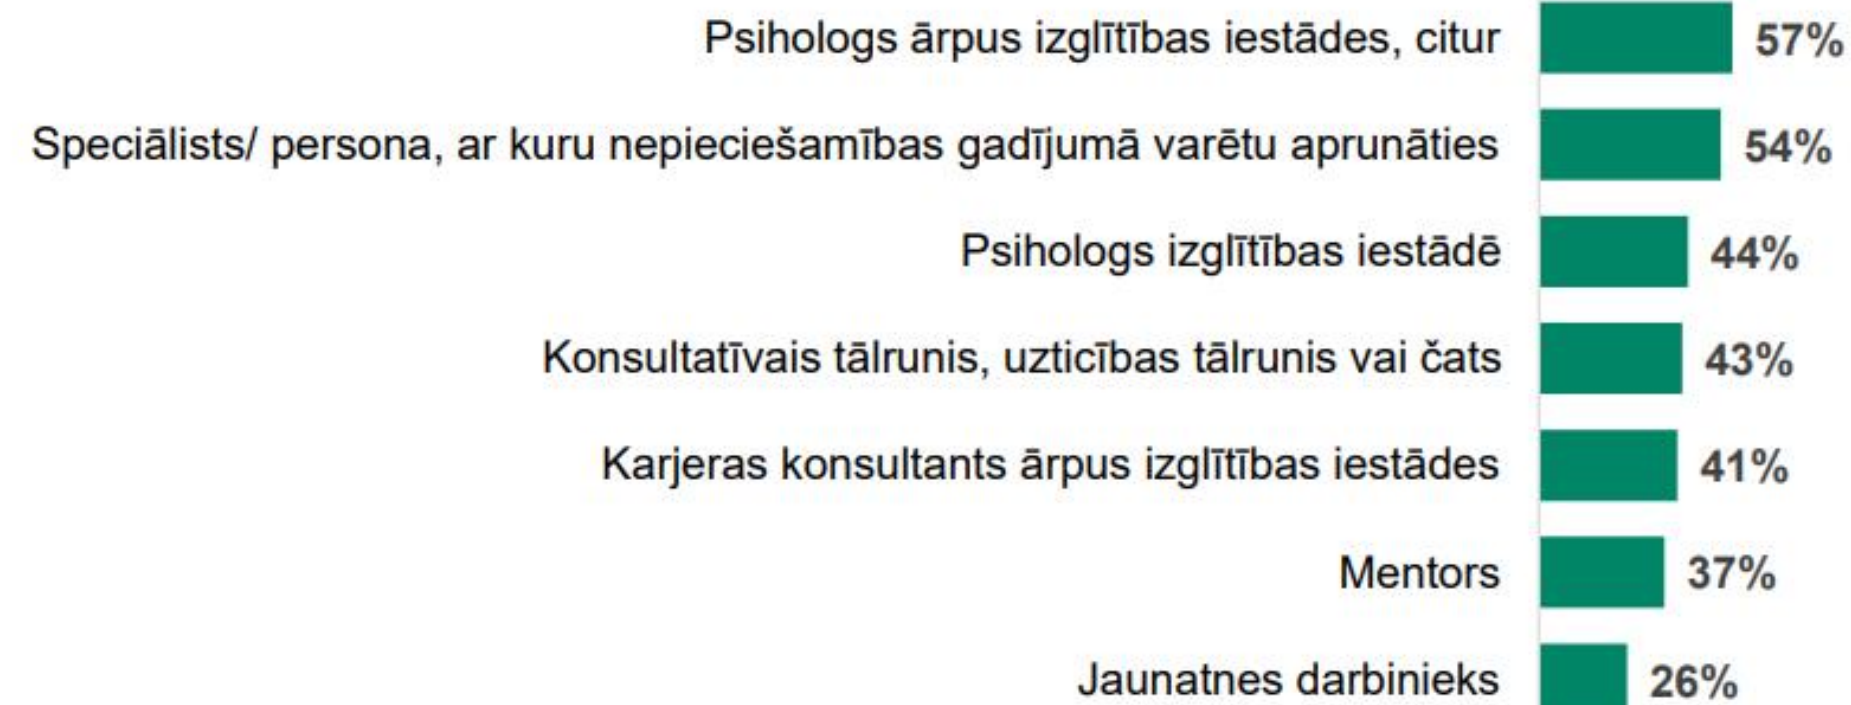 Psihologs ārpus izglītības iestādes, citur 57%
Speciālists/ persona, ar kuru nepieciešamības gadījumā varētu aprunāties 54%
Psihologs izglītības iestādē 44%
Konsultatīvais tālrunis, uzticības tālrunis vai čats 43%
Karjeras konsultants ārpus izglītības iestādes 41%
Mentors 37%
Jaunatnes darbinieks 26%